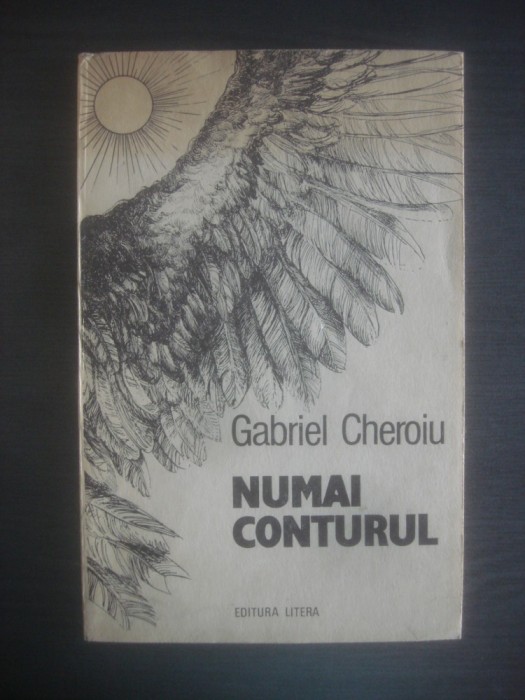 Gabriel Cheroiu
NUMAI
CONTURUL
EDITURA LITERA